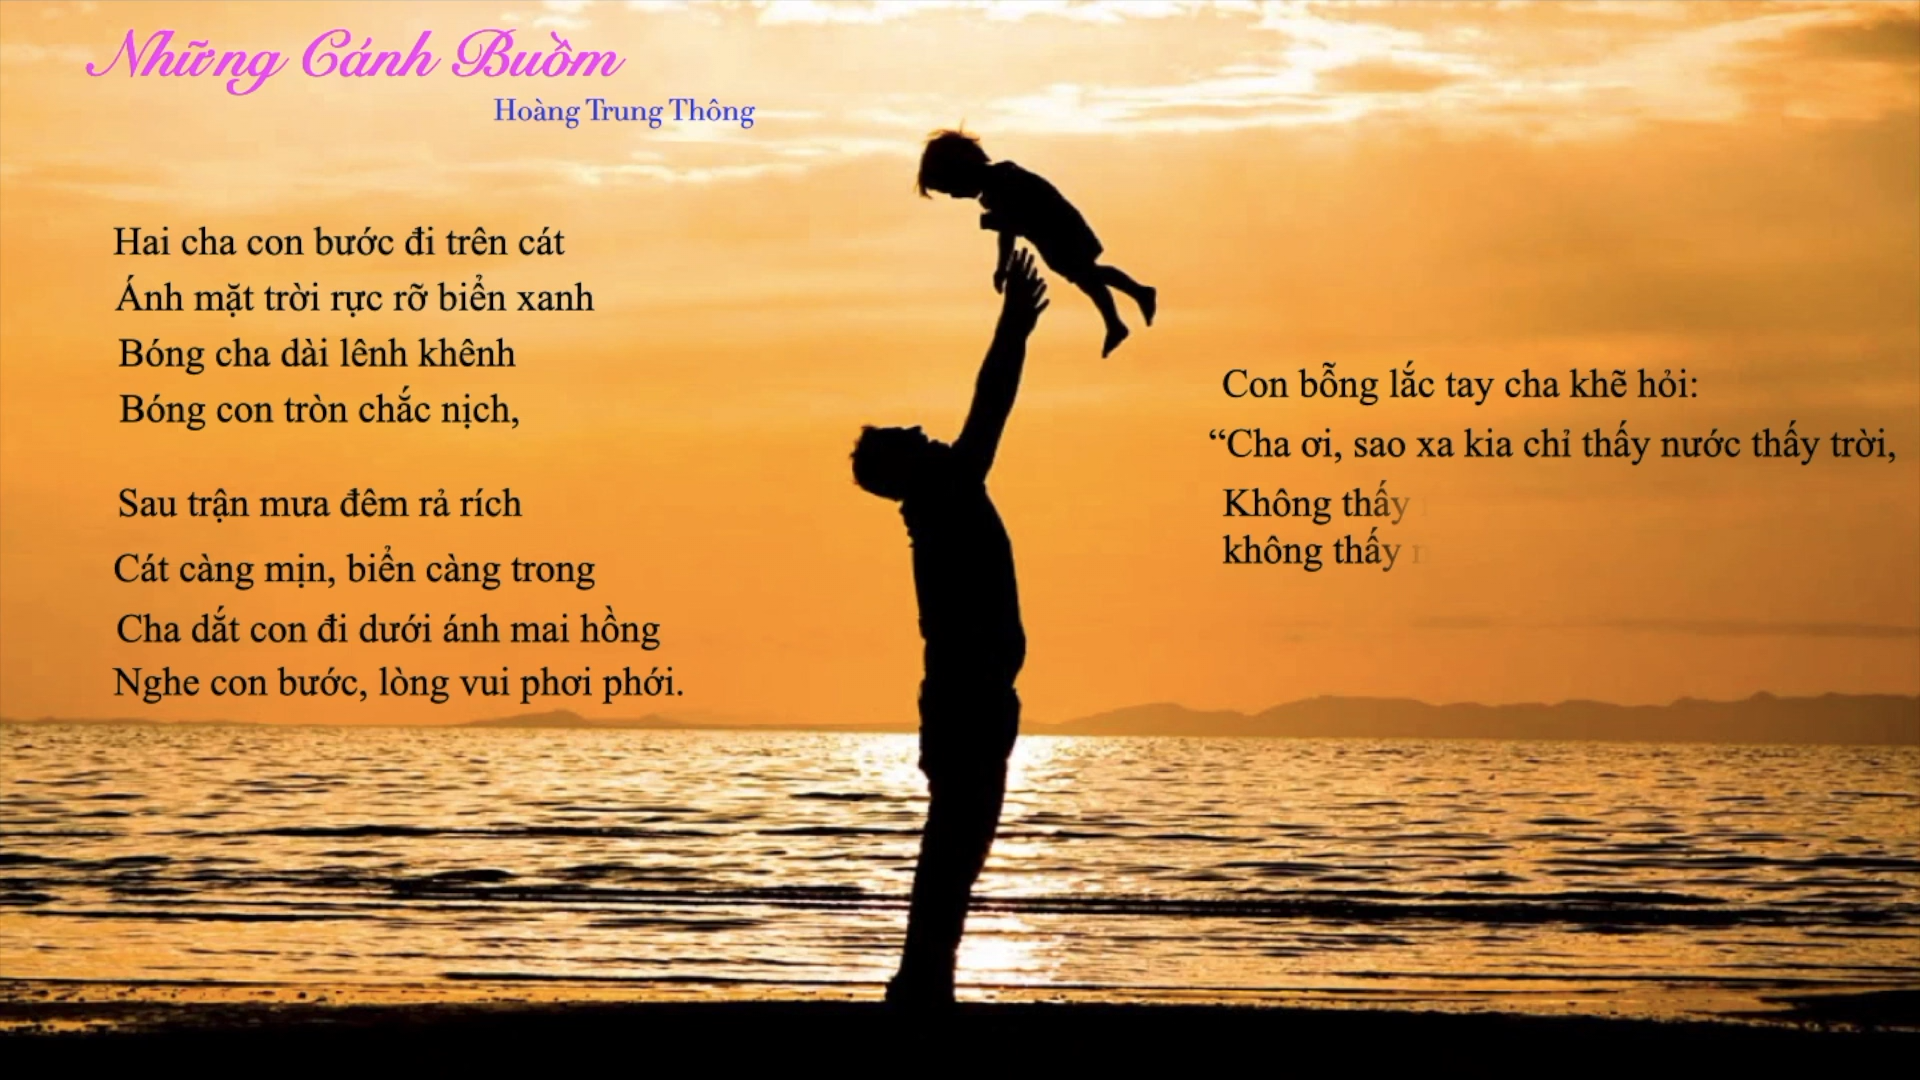 Những Cánh Buồm
Hoàng Trung Thông
Hai cha con bước đi trên cát
Ánh mặt trời rực rỡ biển xanh
Bóng cha dài lênh khênh
Bóng con tròn chắc nịch,
Sau trận mưa đêm rả rích
Cát càng mịn, biển càng trong
Cha dắt con đi dưới ánh mai hồng
Nghe con bước, lòng vui phơi phới.
Con bỗng lắc tay cha khẽ hỏi:
“Cha ơi, sao xa kia chỉ thấy nước thấy trời,
Không thấy
không thấy